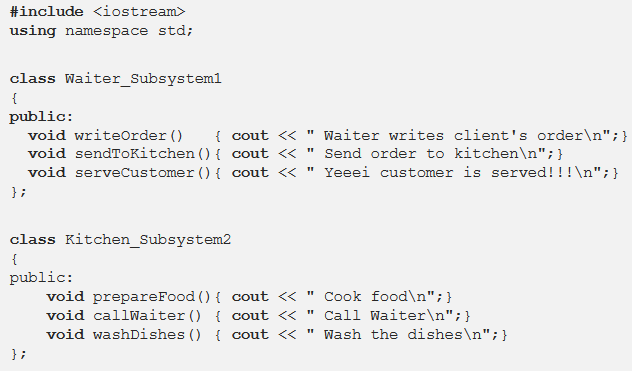 #include <iostream>
using namespace std;
class Waiter_Subsystem1
{
public:
void writeOrder()   { cout << " Waiter writes client's order\n";}
void sendToKitchen(){ cout << " Send order to kitchen\n";}
void serveCustomer(){ cout << " Yeeei customer is served!!!\n";}
};
class Kitchen_Subsystem2
{
public:
void prepareFood(){ cout << " Cook food\n";}
void callWaiter() { cout << " Call Waiter\n";}
void washDishes() { cout << " Wash the dishes\n";}
};